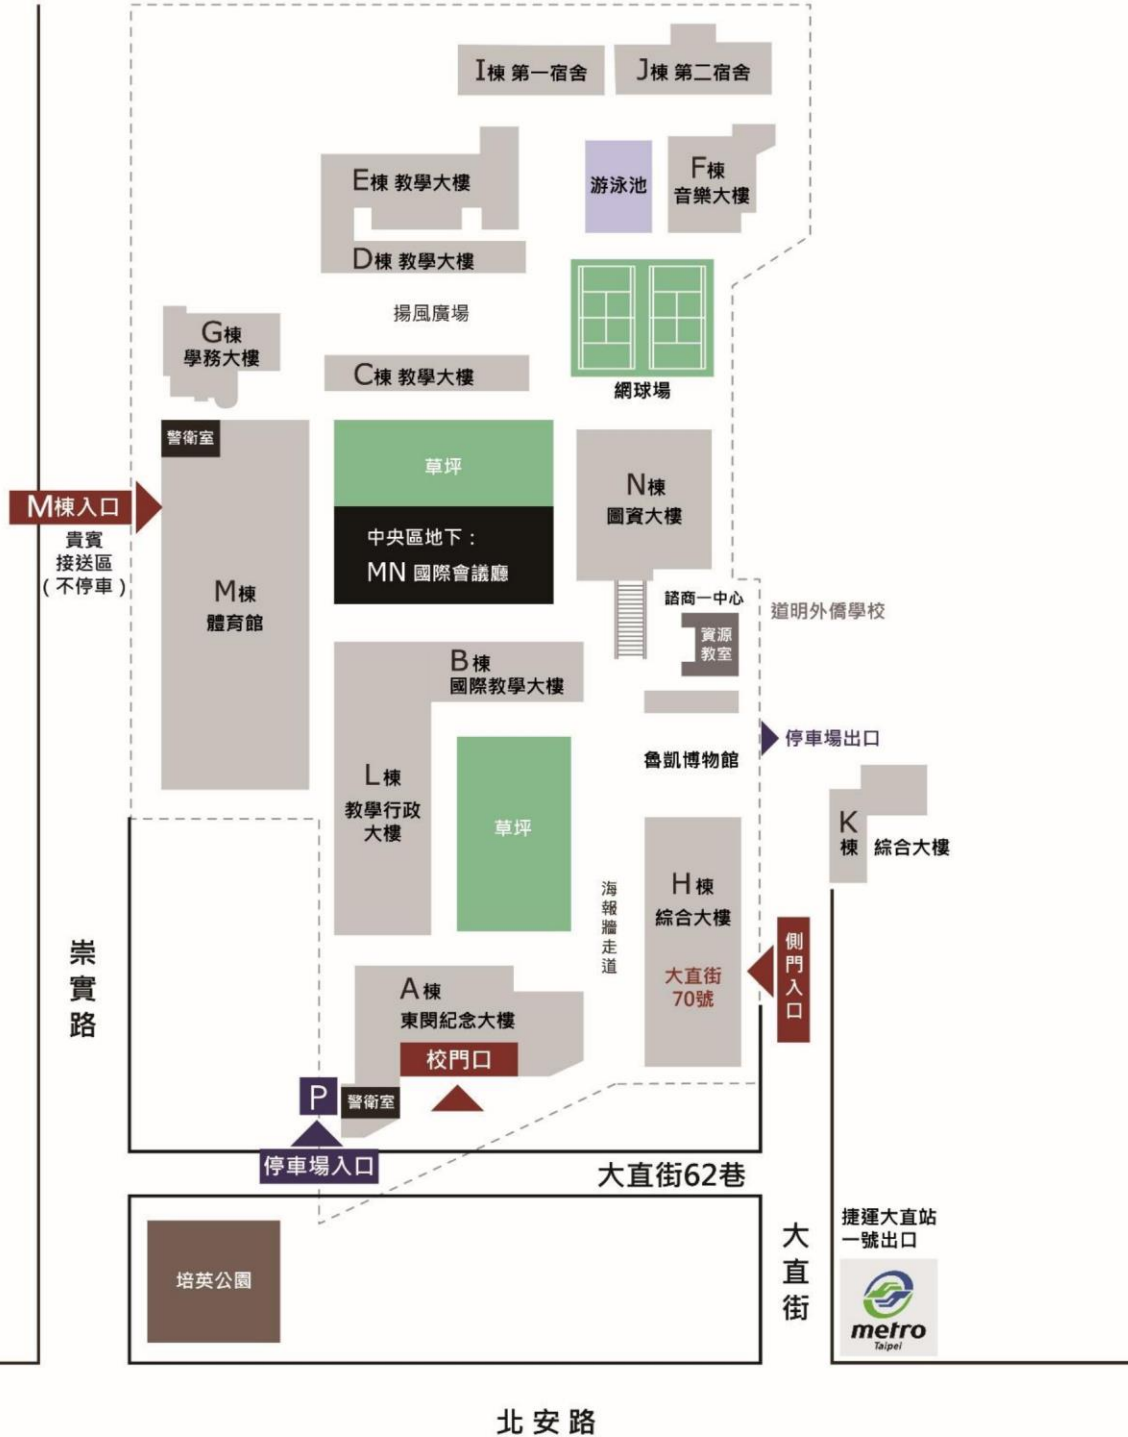 I棟 第一宿舍
J棟 第二宿舍
E棟 教學大樓
游泳池
F棟
音樂大樓
D棟 教學大樓
揚風廣場
G棟
學務大樓
C棟 教學大樓
網球場
警衛室
草坪
N棟
圖資大樓
M棟入口
貴賓
接送區
(不停車)
中央區地下：
MN 國際會議廳
M棟
體育館
諮商一中心
資源
教室
道明外僑學校
B棟
國際教學大樓
停車場出口
魯凱博物館
L棟
教學行政
大樓
草坪
K
棟 綜合大樓
H棟
綜合大樓
大直街
70號
海報牆走道
側門入口
崇實路
A棟
東閔紀念大樓
校門口
P
警衛室
停車場入口
大直街62巷
培英公園
大直街
捷運大直站
一號出口
metro
Taipei
北安路